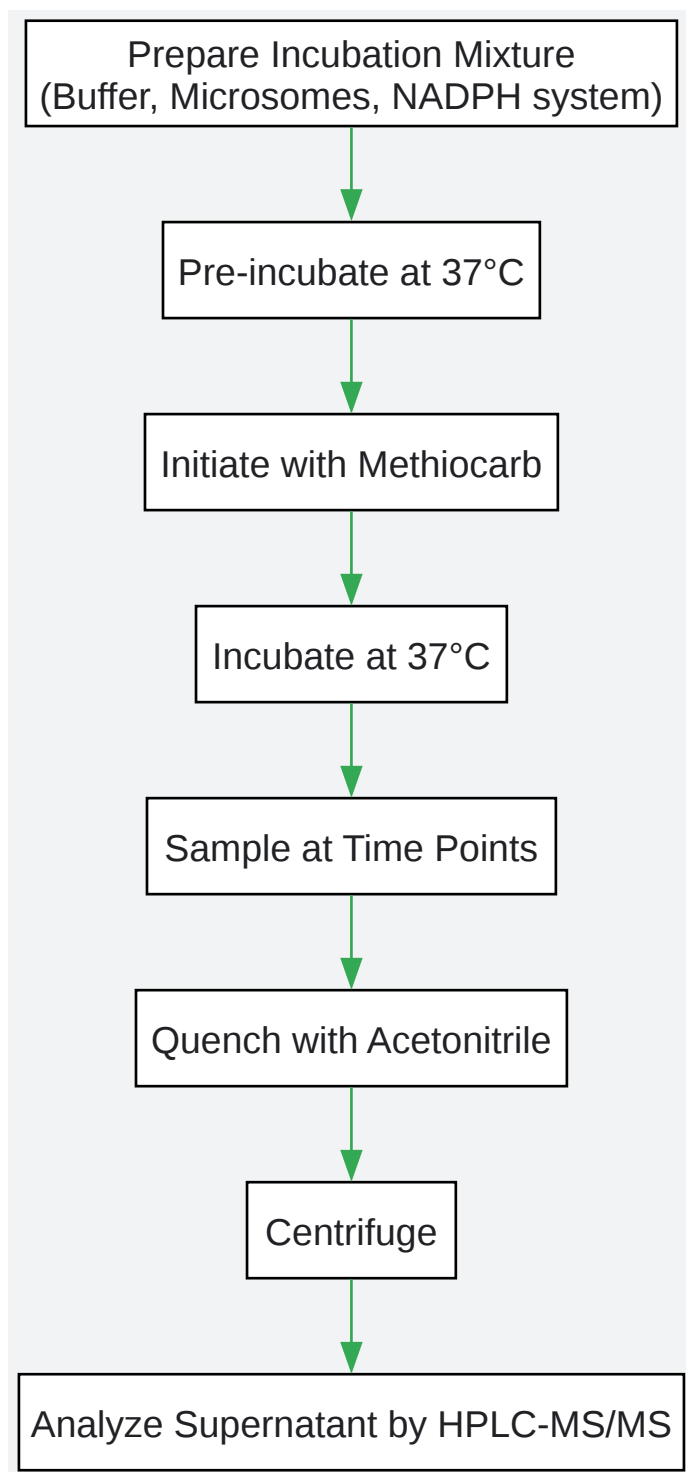 Prepare Incubation Mixture
(Buffer, Microsomes, NADPH system)
Pre-incubate at 37°C
Initiate with Methiocarb
Incubate at 37°C
Sample at Time Points
Quench with Acetonitrile
Centrifuge
Analyze Supernatant by HPLC-MS/MS